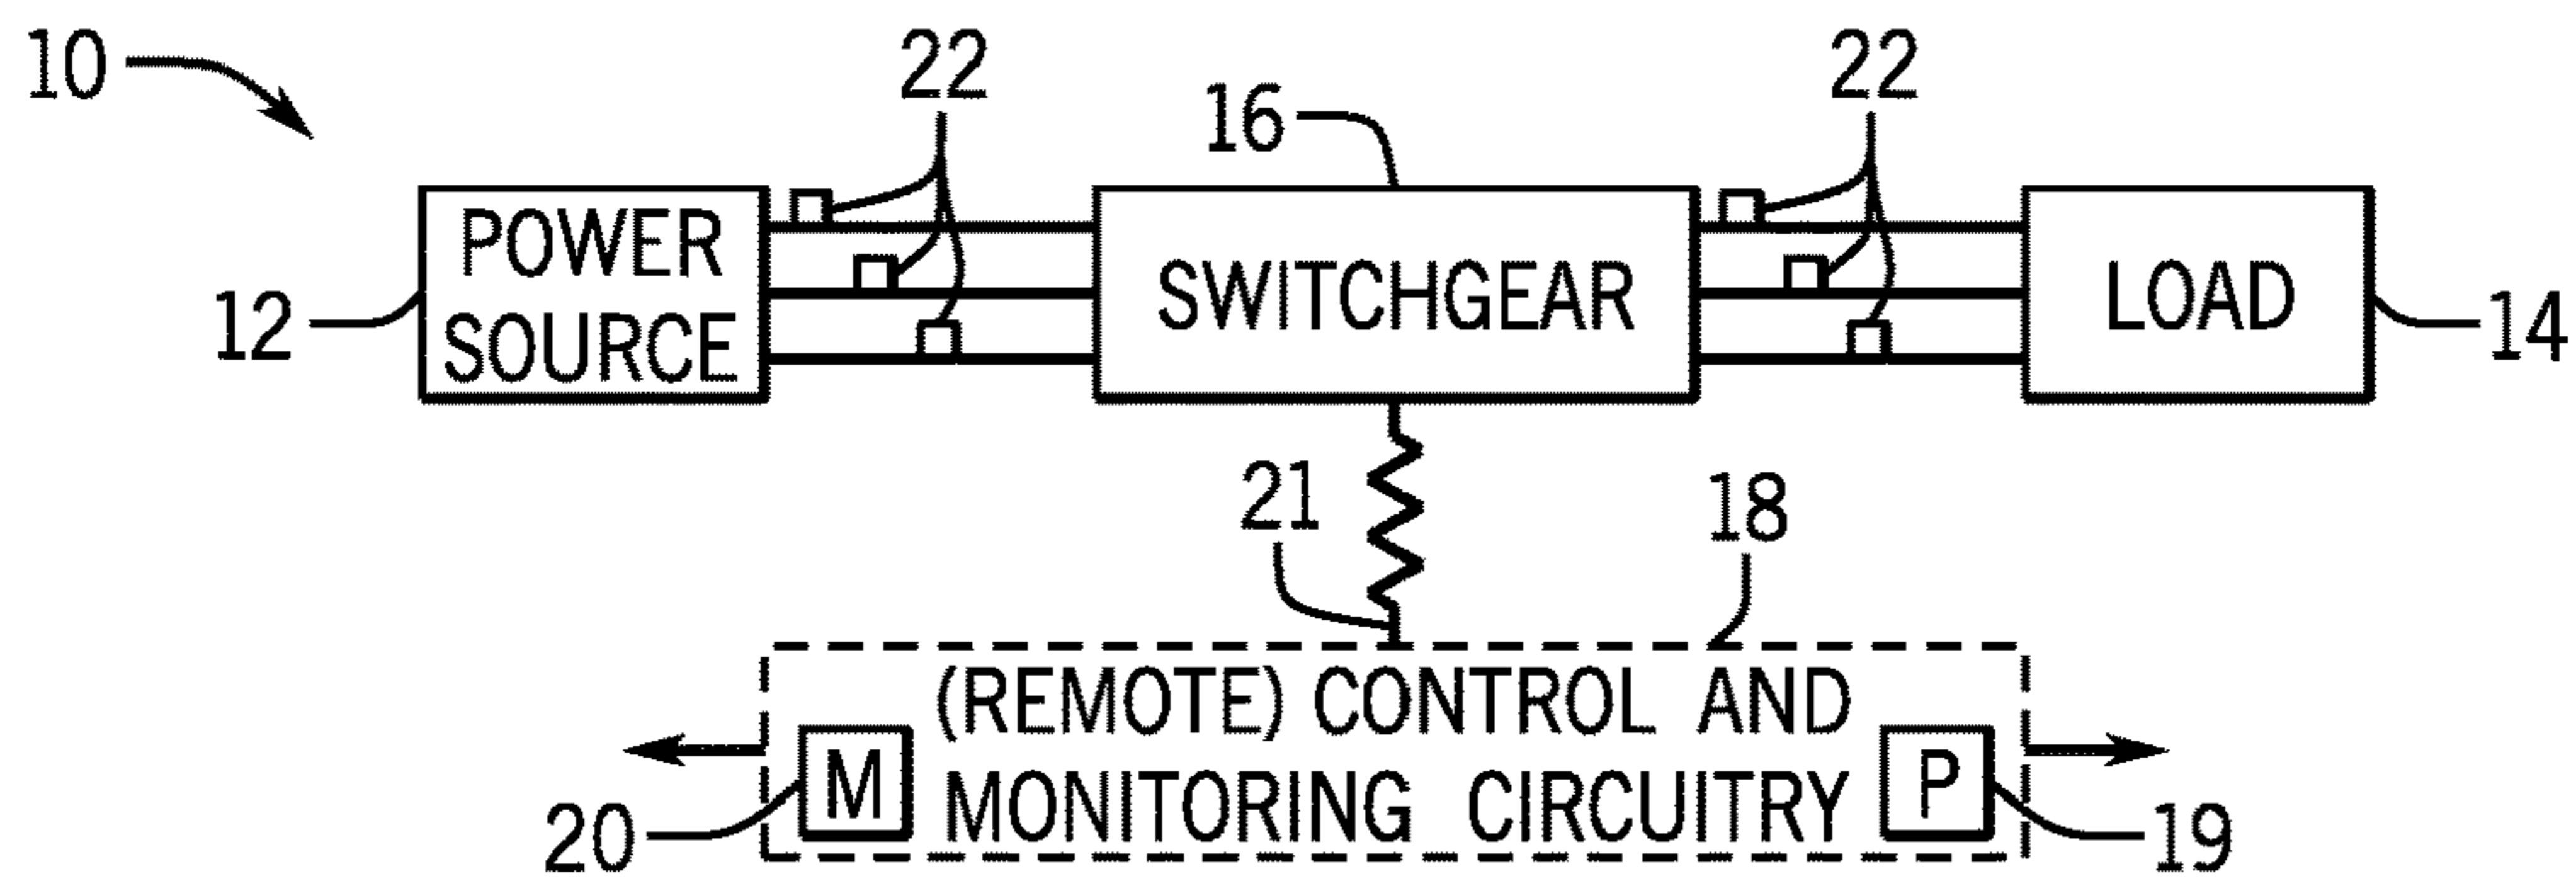 10
22
22
16
POWER
SOURCE
SWITCHGEAR
LOAD
12
14
21
18
(REMOTE) CONTROL AND
MONITORING CIRCUITRY
M
P
20
19